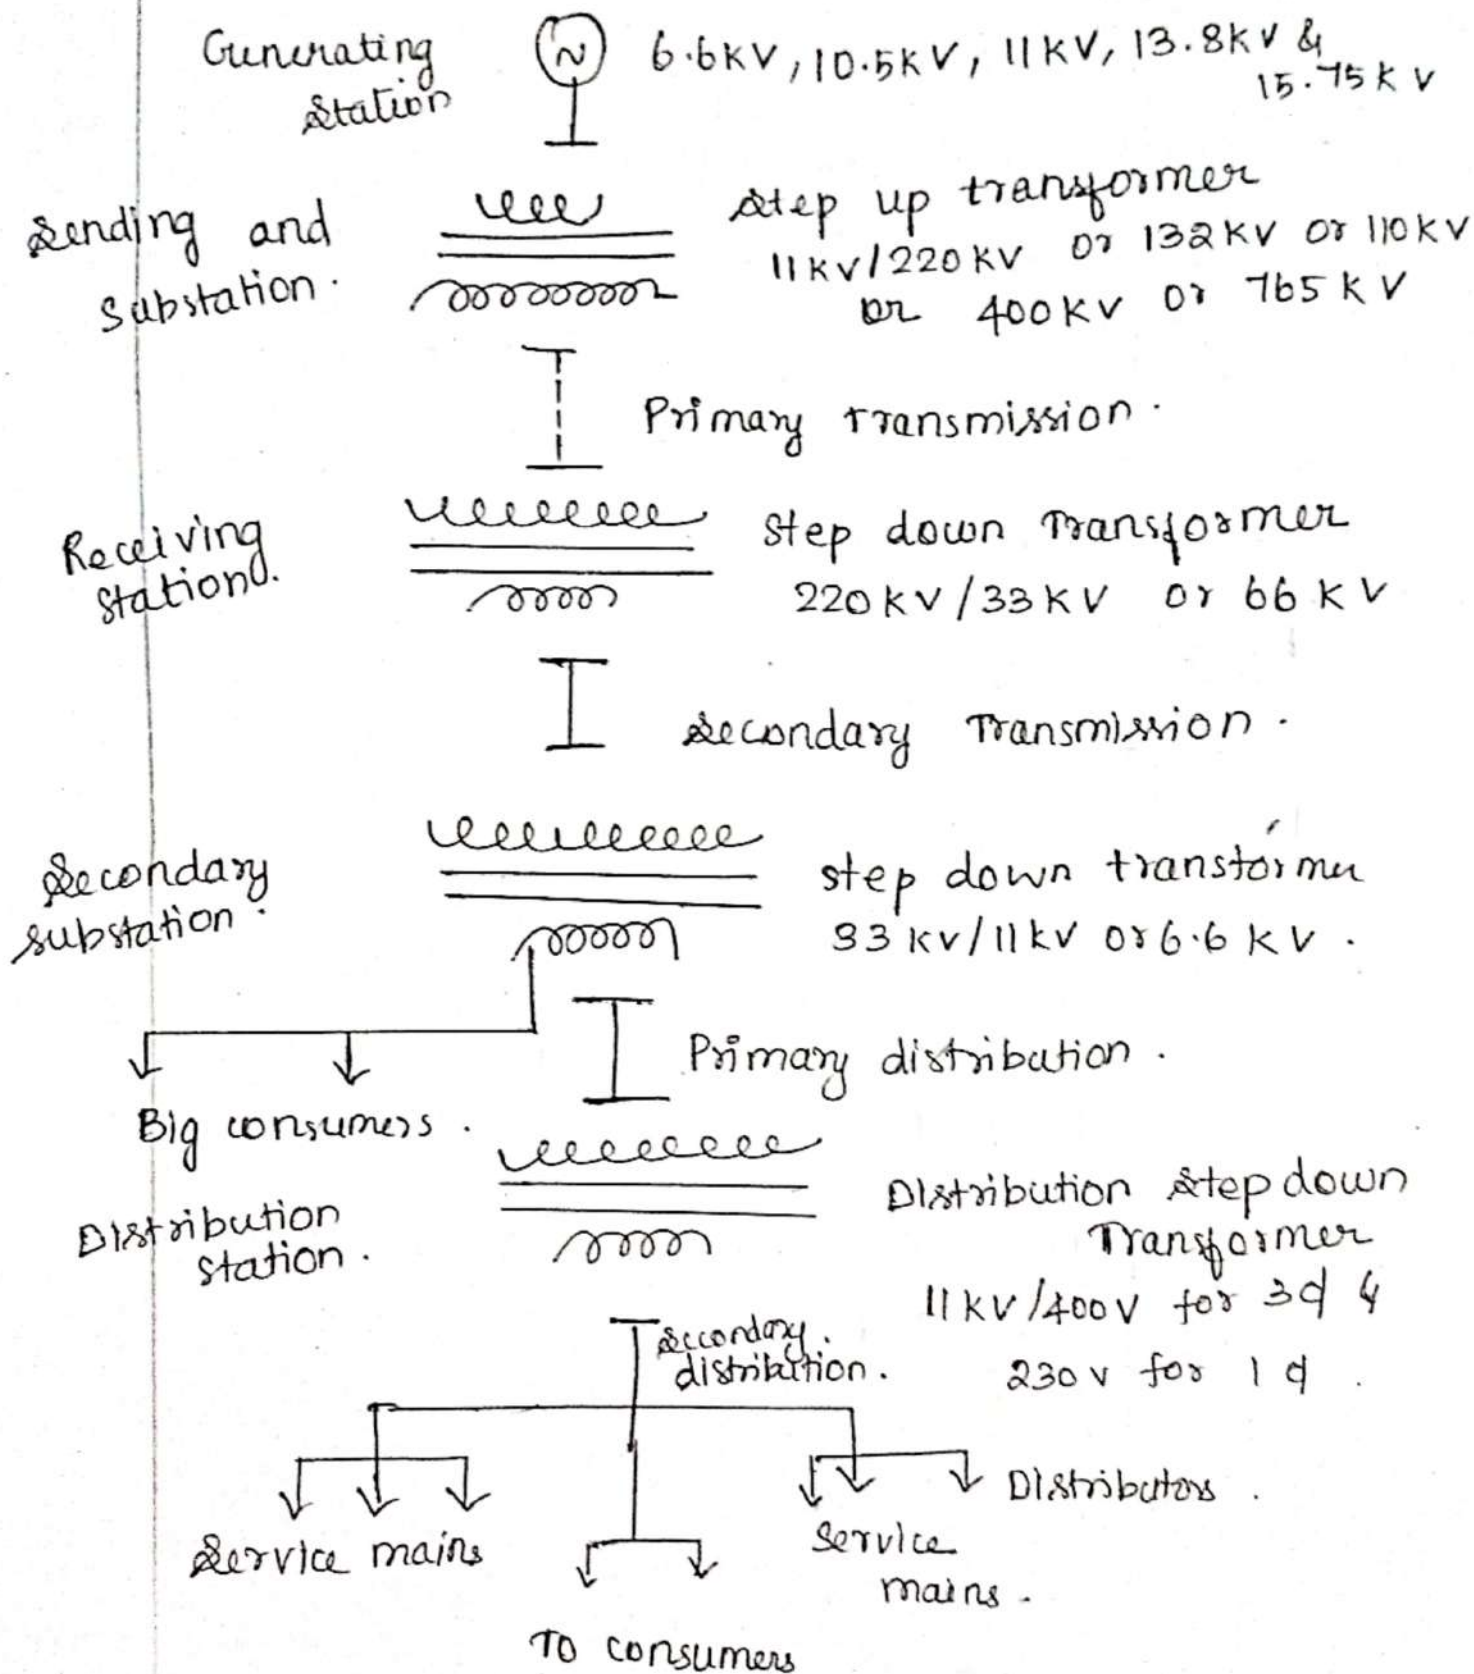 Generating
Station
N
6.6KV, 10.5KV, 11KV, 13.8KV &
15.75KV
Sending and
Substation.
Step up transformer
11KV/220KV or 132KV or 110KV
or 400KV or 765KV
Primary transmission.
Receiving
Station.
Step down Transformer
220KV/33KV or 66KV
Secondary Transmission.
Secondary
substation.
step down transformer
33KV/11KV or 6.6KV.
Primary distribution.
Big consumers.
Distribution
station.
Distribution Step down
Transformer
11KV/400V for 3ϕ &
230V for 1ϕ.
Secondary
distribution.
Distributors.
Service mains
Service
mains.
To consumers